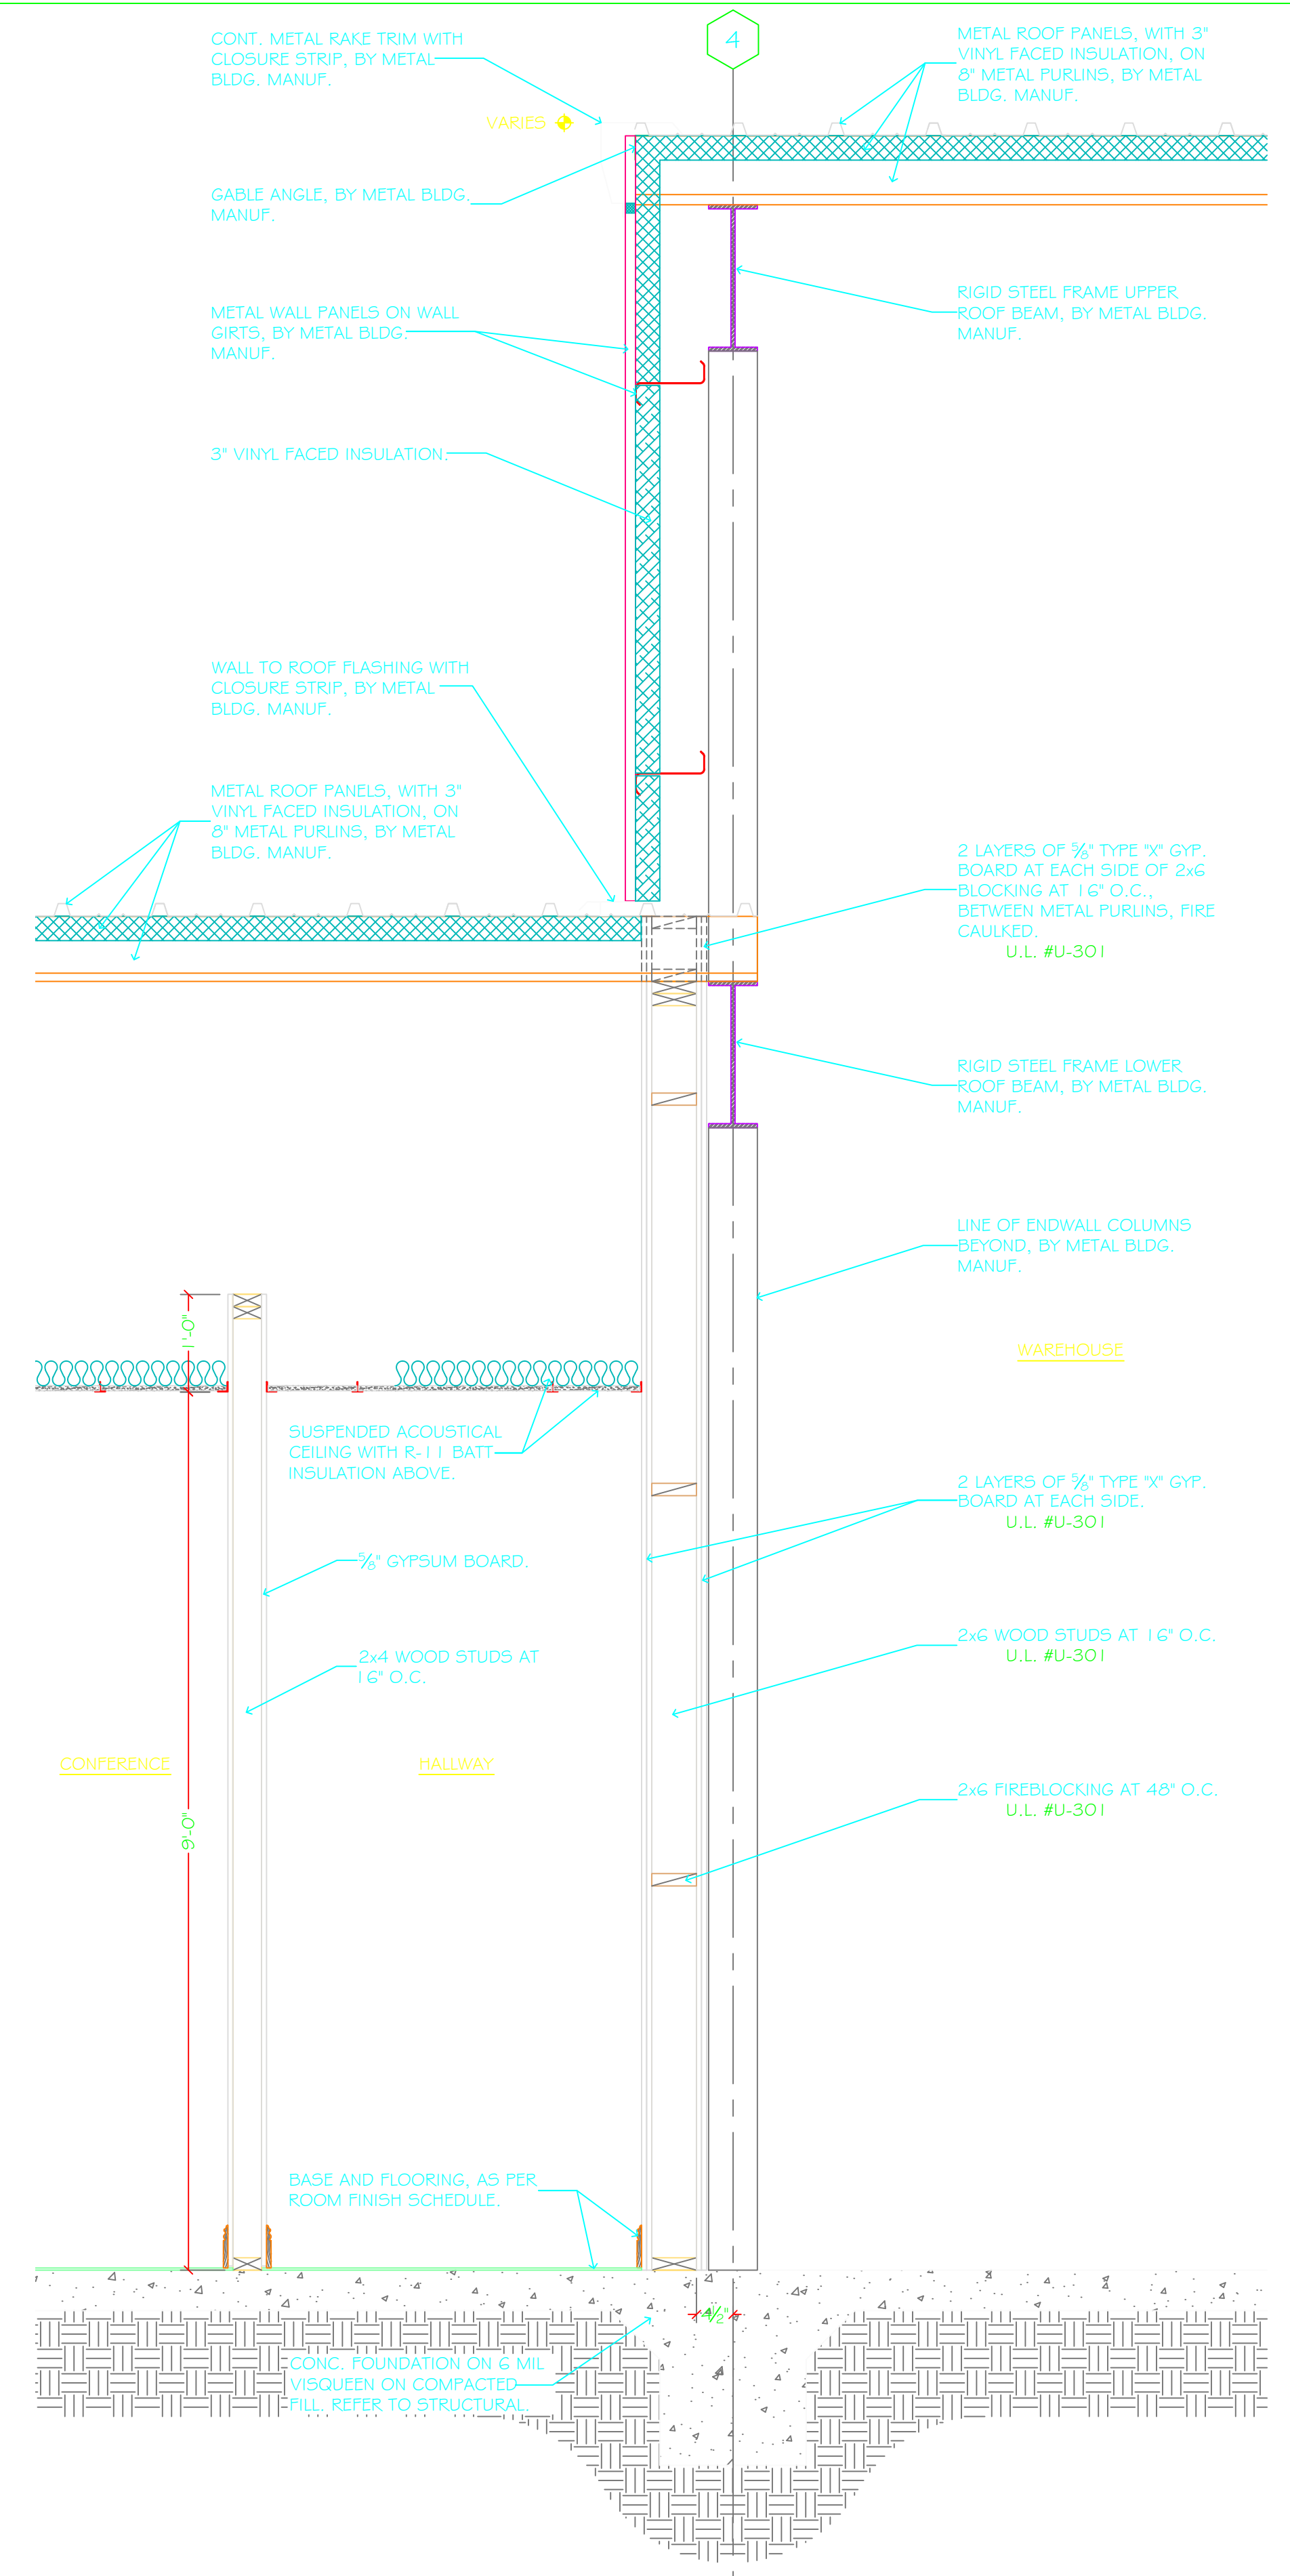 CONT. METAL RAKE TRIM WITH
CLOSURE STRIP, BY METAL
BLDG. MANUF.
4
METAL ROOF PANELS, WITH 3"
VINYL FACED INSULATION, ON
8" METAL PURLINS, BY METAL
BLDG. MANUF.
VARIES
GABLE ANGLE, BY METAL BLDG.
MANUF.
RIGID STEEL FRAME UPPER
ROOF BEAM, BY METAL BLDG.
MANUF.
METAL WALL PANELS ON WALL
GIRTS, BY METAL BLDG.
MANUF.
3" VINYL FACED INSULATION.
WALL TO ROOF FLASHING WITH
CLOSURE STRIP, BY METAL
BLDG. MANUF.
METAL ROOF PANELS, WITH 3"
VINYL FACED INSULATION, ON
8" METAL PURLINS, BY METAL
BLDG. MANUF.
2 LAYERS OF 5/8" TYPE "X" GYP.
BOARD AT EACH SIDE OF 2x6
BLOCKING AT 16" O.C.,
BETWEEN METAL PURLINS, FIRE
CAULKED.
U.L. #U-301
RIGID STEEL FRAME LOWER
ROOF BEAM, BY METAL BLDG.
MANUF.
LINE OF ENDWALL COLUMNS
BEYOND, BY METAL BLDG.
MANUF.
1'-0"
WAREHOUSE
SUSPENDED ACOUSTICAL
CEILING WITH R-11 BATT
INSULATION ABOVE.
2 LAYERS OF 5/8" TYPE "X" GYP.
BOARD AT EACH SIDE.
U.L. #U-301
5/8" GYPSUM BOARD.
2x6 WOOD STUDS AT 16" O.C.
U.L. #U-301
2x4 WOOD STUDS AT
16" O.C.
CONFERENCE
HALLWAY
9'-0"
2x6 FIREBLOCKING AT 48" O.C.
U.L. #U-301
BASE AND FLOORING, AS PER
ROOM FINISH SCHEDULE.
4 1/2"
CONC. FOUNDATION ON 6 MIL
VISQUEEN ON COMPACTED
FILL. REFER TO STRUCTURAL.